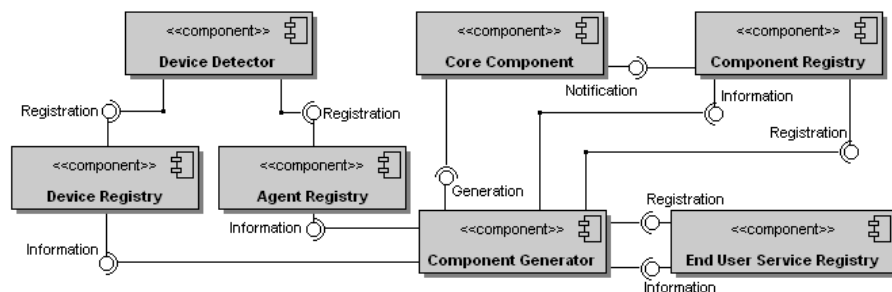 <<component>>
Device Detector
<<component>>
Core Component
<<component>>
Component Registry
Registration
Registration
Notification
Information
Registration
<<component>>
Device Registry
<<component>>
Agent Registry
Generation
Information
Information
<<component>>
Component Generator
Registration
<<component>>
End User Service Registry
Information